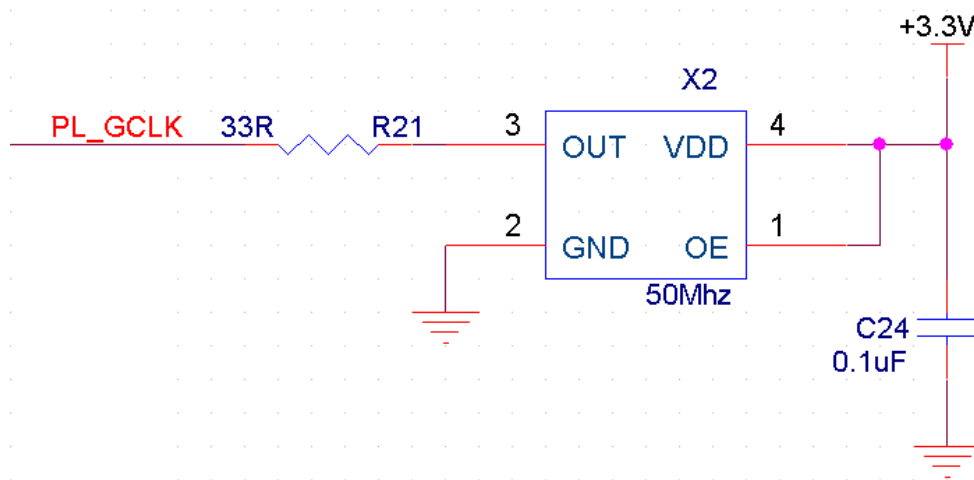 +3.3V
X2
PL_GCLK 33R R21 3 OUT VDD 4
2 GND OE 1
50Mhz
C24
0.1uF